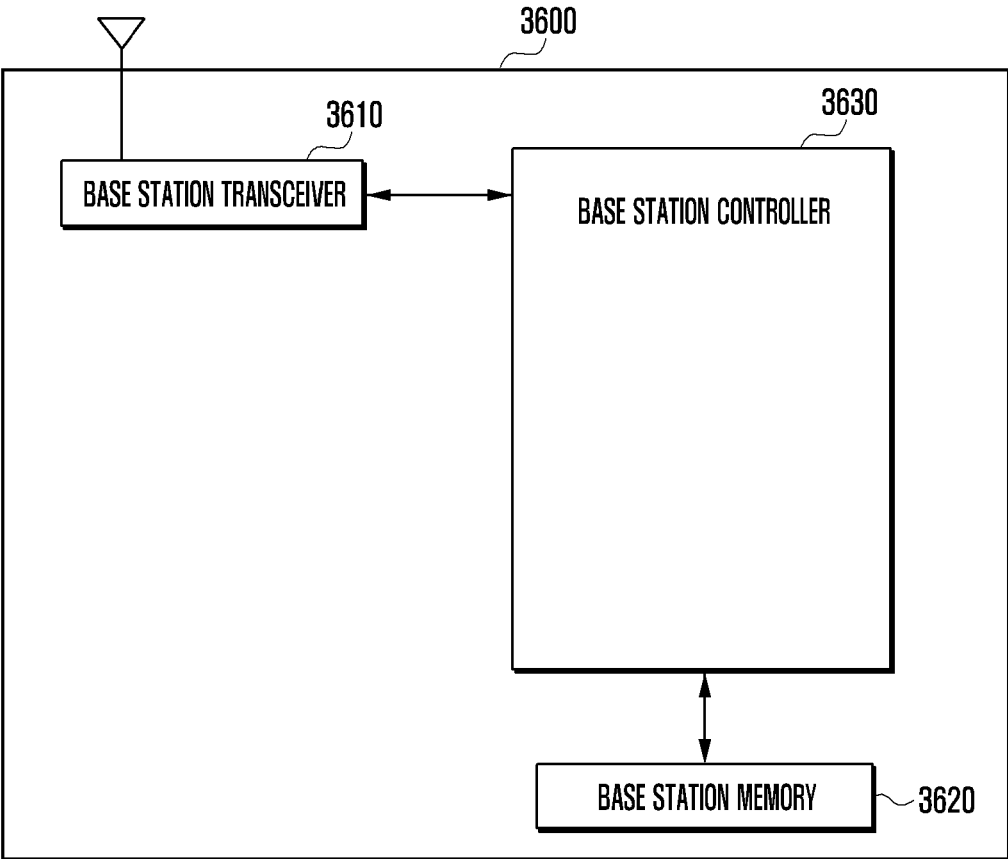 3600
3610
3630
BASE STATION TRANSCEIVER
BASE STATION CONTROLLER
BASE STATION MEMORY
3620